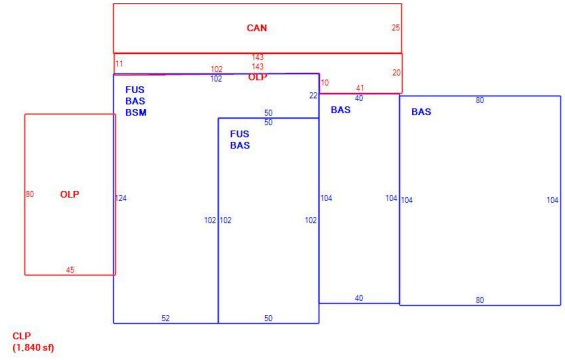 CAN 25
143
143
11 102 OLP 20
102 10 41
FUS 22 40 80
BAS BAS BAS
BSM 50
50
FUS
BAS
80 OLP 124 104 104 104 104
102 102 102
45
40 80
52 50
CLP
(1,840 sf)